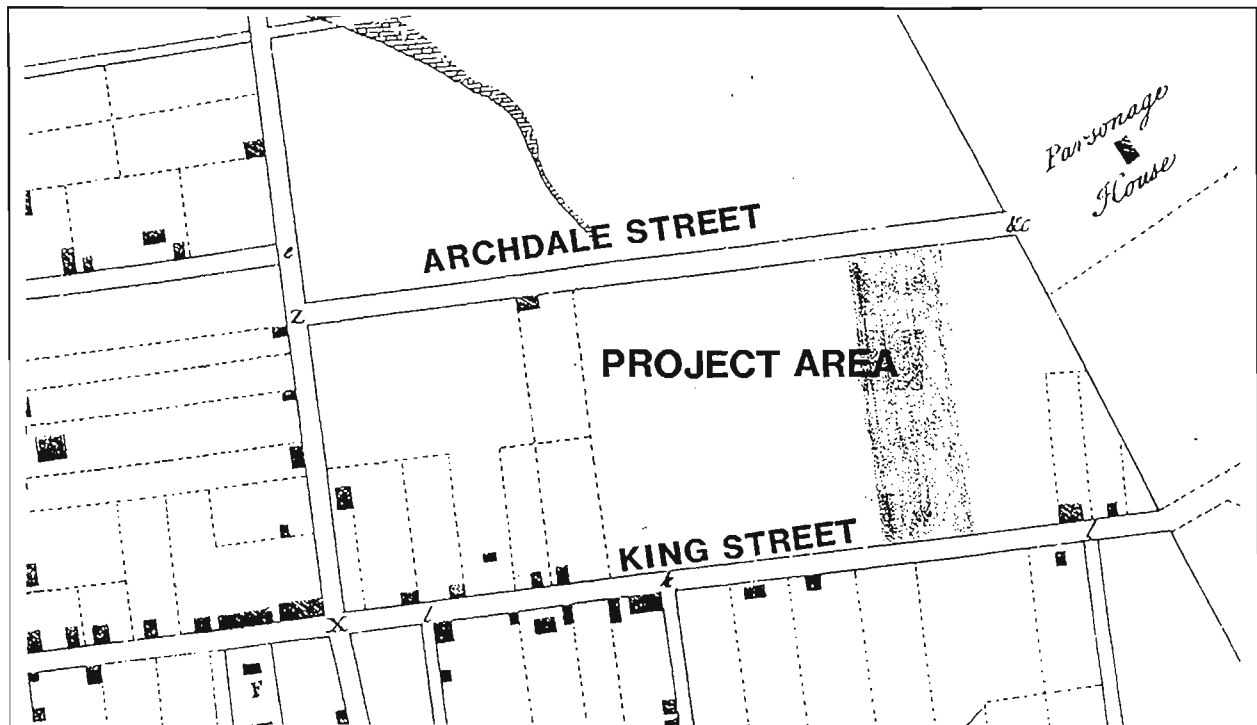 Parsonage
House
ARCHDALE STREET
&c
e
Z
PROJECT AREA
KING STREET
k
l
l
X
F